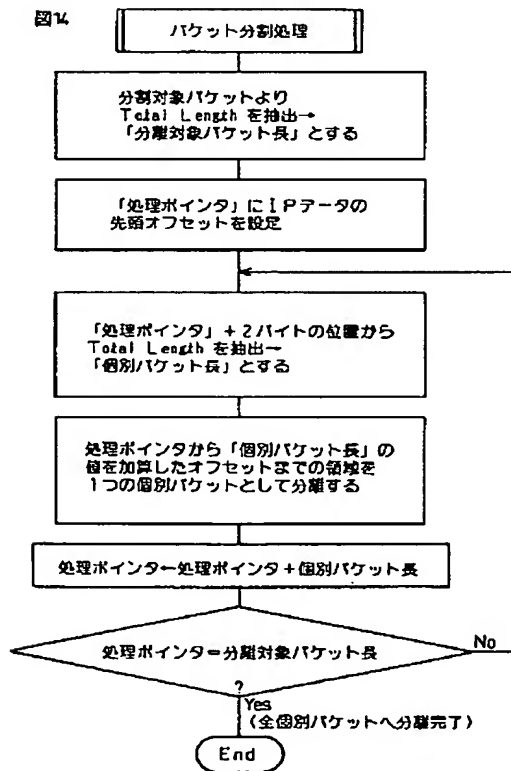 図14
パケット分割処理
分割対象パケットより
Total Length を抽出→
「分離対象パケット長」とする
「処理ポインタ」にIPデータの
先頭オフセットを設定
「処理ポインタ」+2バイトの位置から
Total Length を抽出→
「個別パケット長」とする
処理ポインタから「個別パケット長」の
値を加算したオフセットまでの領域を
1つの個別パケットとして分離する
処理ポインタ←処理ポインタ+個別パケット長
処理ポインタ=分離対象パケット長
?
No
Yes
(全個別パケットへ分離完了)
End